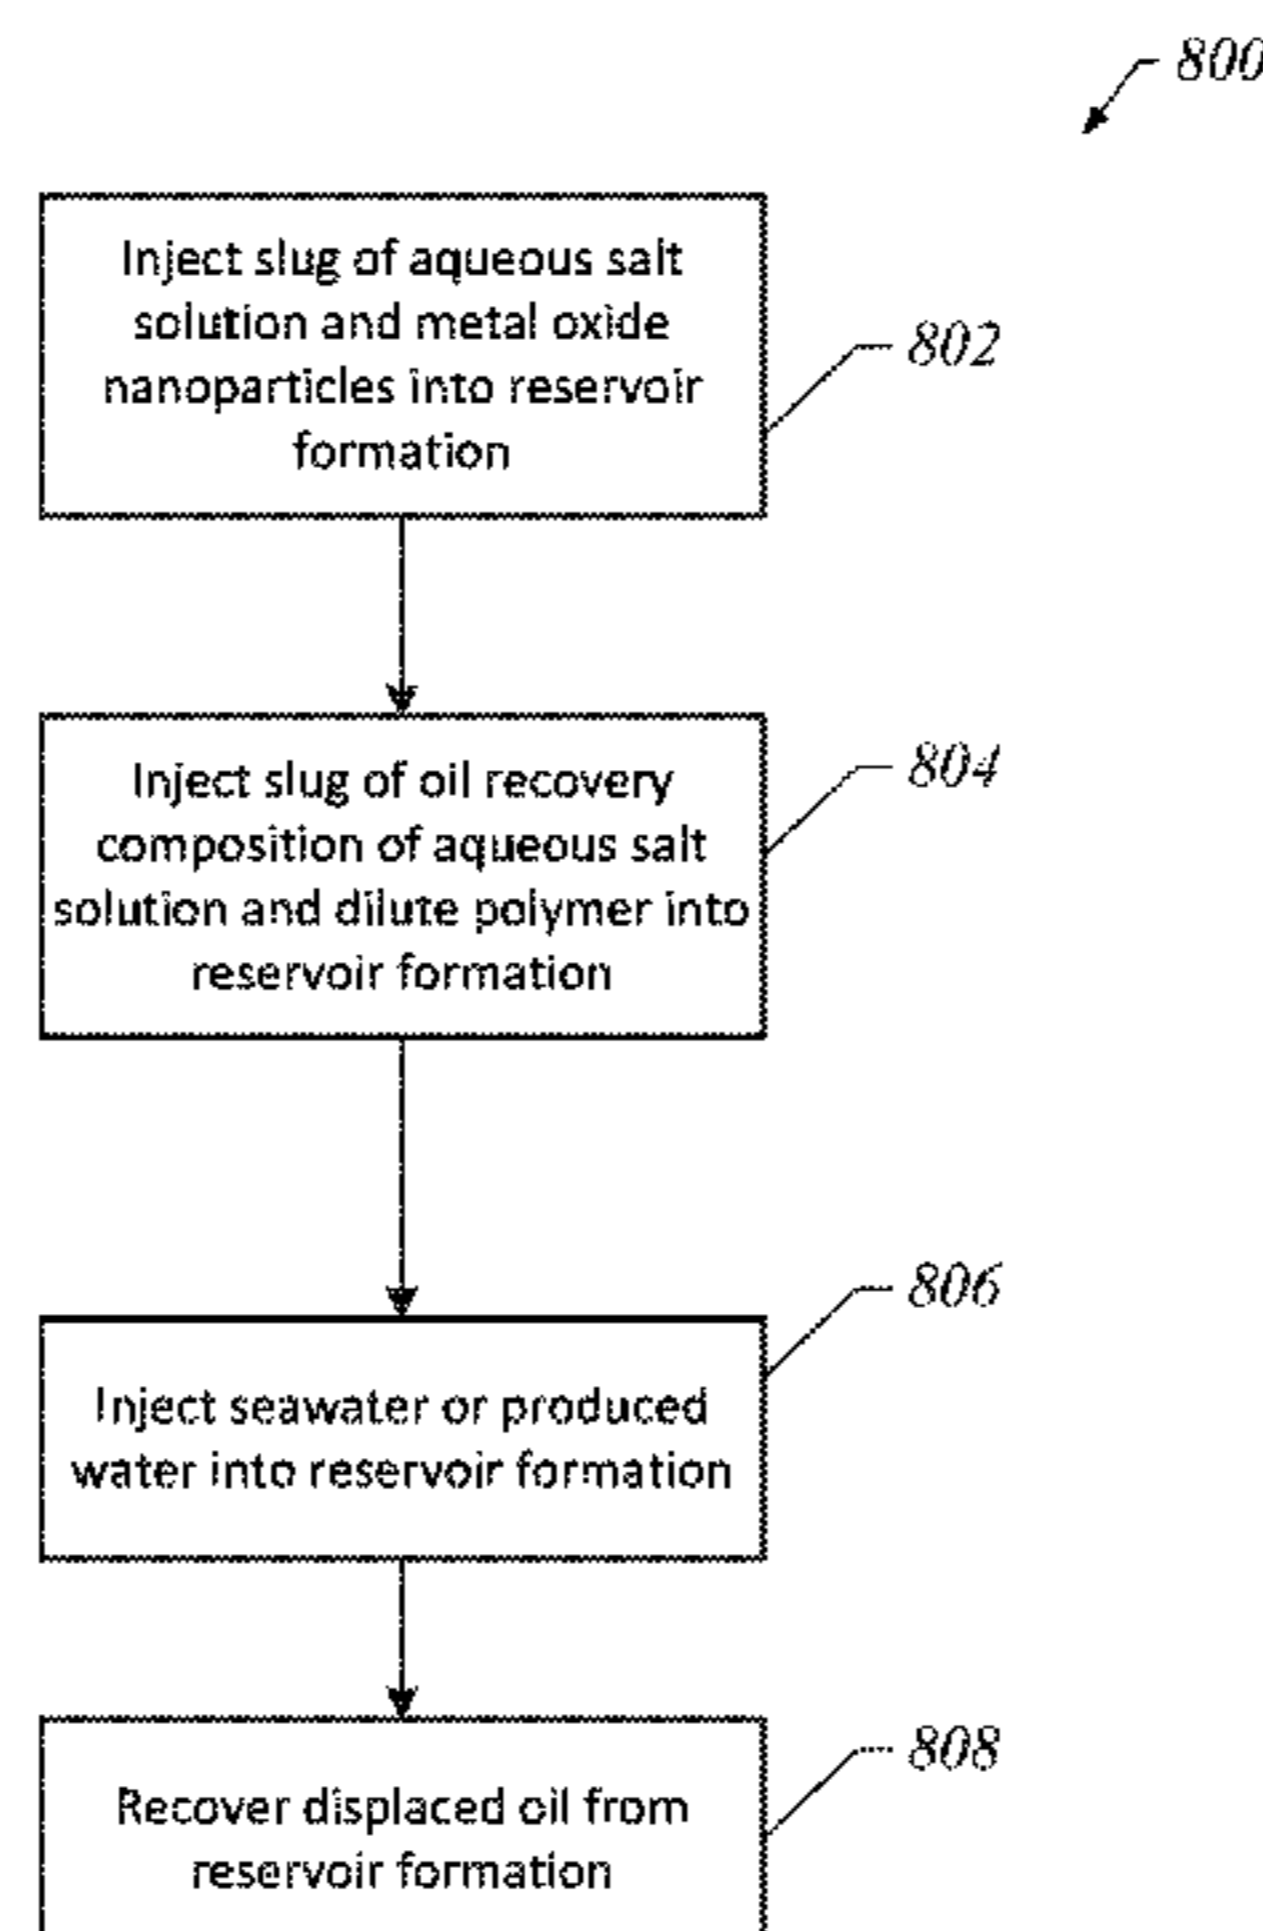 800
Inject slug of aqueous salt
solution and metal oxide
nanoparticles into reservoir
formation
802
Inject slug of oil recovery
composition of aqueous salt
solution and dilute polymer into
reservoir formation
804
Inject seawater or produced
water into reservoir formation
806
Recover displaced oil from
reservoir formation
808